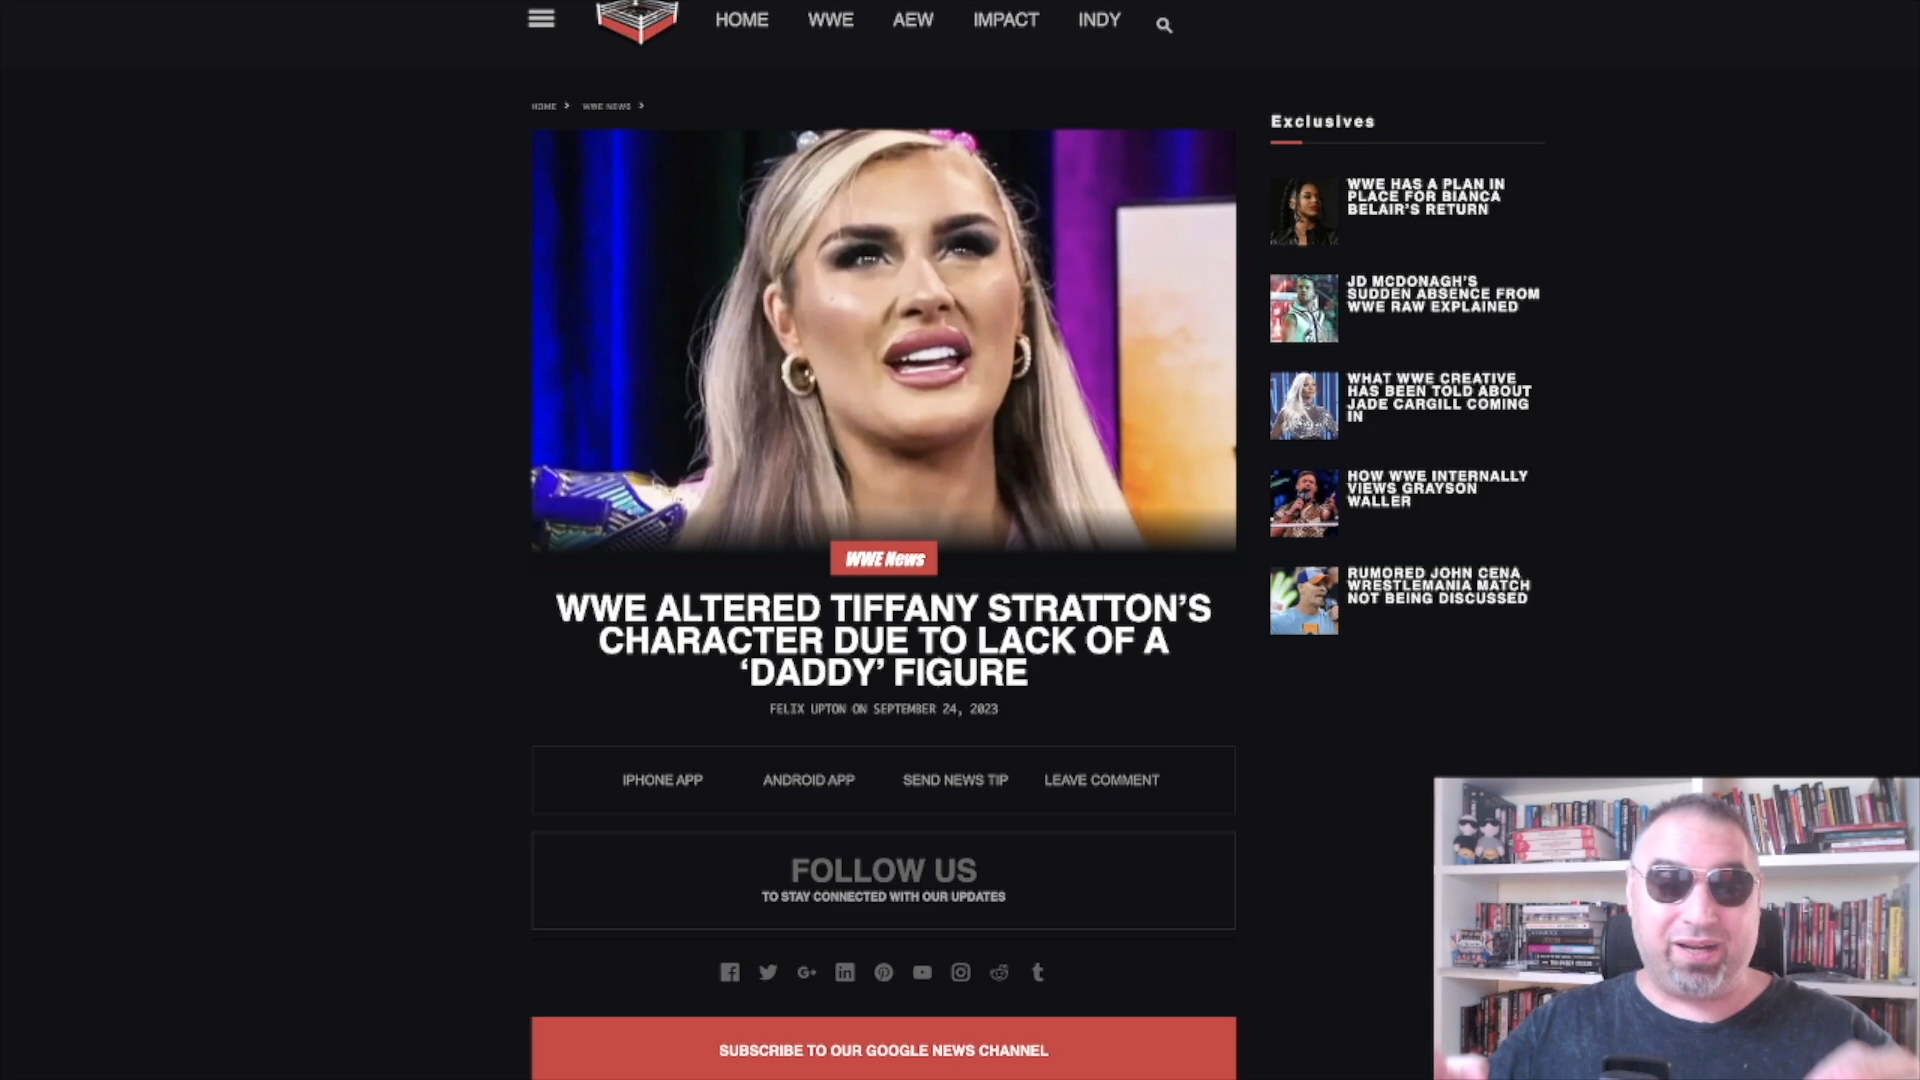 HOME
WWE
AEW
IMPACT
INDY
HOME
WWE NEWS
WWE News
WWE ALTERED TIFFANY STRATTON’S
CHARACTER DUE TO LACK OF A
‘DADDY’ FIGURE
FELIX UPTON ON SEPTEMBER 24, 2023
IPHONE APP
ANDROID APP
SEND NEWS TIP
LEAVE COMMENT
FOLLOW US
TO STAY CONNECTED WITH OUR UPDATES
SUBSCRIBE TO OUR GOOGLE NEWS CHANNEL
Exclusives
WWE HAS A PLAN IN
PLACE FOR BIANCA
BELAIR’S RETURN
JD MCDONAGH’S
SUDDEN ABSENCE FROM
WWE RAW EXPLAINED
WHAT WWE CREATIVE
HAS BEEN TOLD ABOUT
JADE CARGILL COMING
IN
HOW WWE INTERNALLY
VIEWS GRAYSON
WALLER
RUMORED JOHN CENA
WRESTLEMANIA MATCH
NOT BEING DISCUSSED